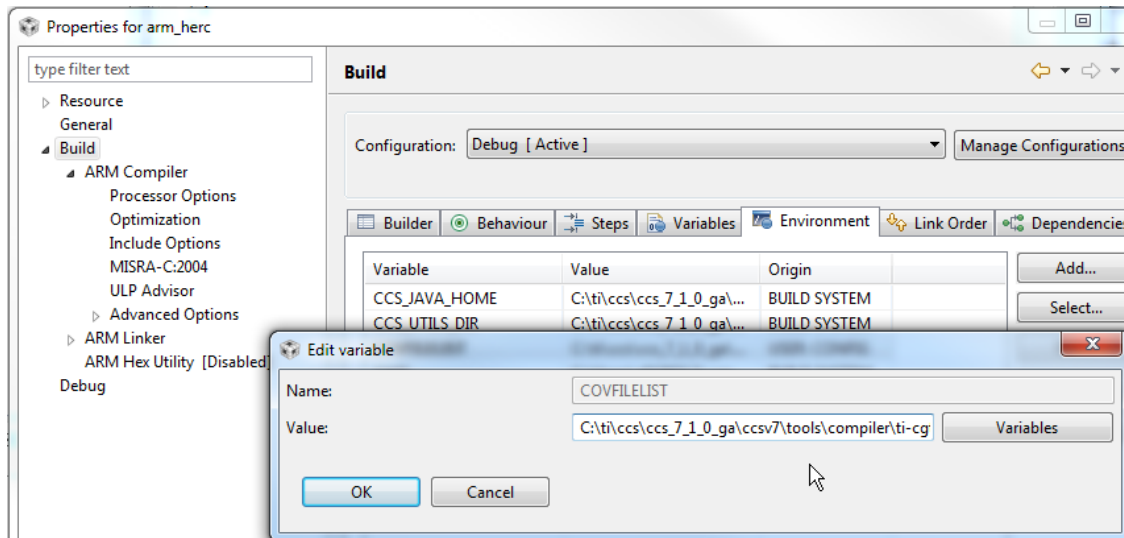 Properties for arm_herc
type filter text
Resource
General
Build
ARM Compiler
Processor Options
Optimization
Include Options
MISRA-C:2004
ULP Advisor
Advanced Options
ARM Linker
ARM Hex Utility [Disabled]
Debug
Build
Configuration: Debug [ Active ] Manage Configurations
Builder Behaviour Steps Variables Environment Link Order Dependencies
Variable Value Origin
CCS_JAVA_HOME C:\ti\ccs\ccs_7_1_0_ga\... BUILD SYSTEM
CCS_UTILS_DIR C:\ti\ccs\ccs_7_1_0_ga\... BUILD SYSTEM
Add...
Select...
Edit variable
Name: COVFILELIST
Value: C:\ti\ccs\ccs_7_1_0_ga\ccsv7\tools\compiler\ti-cg Variables
OK Cancel